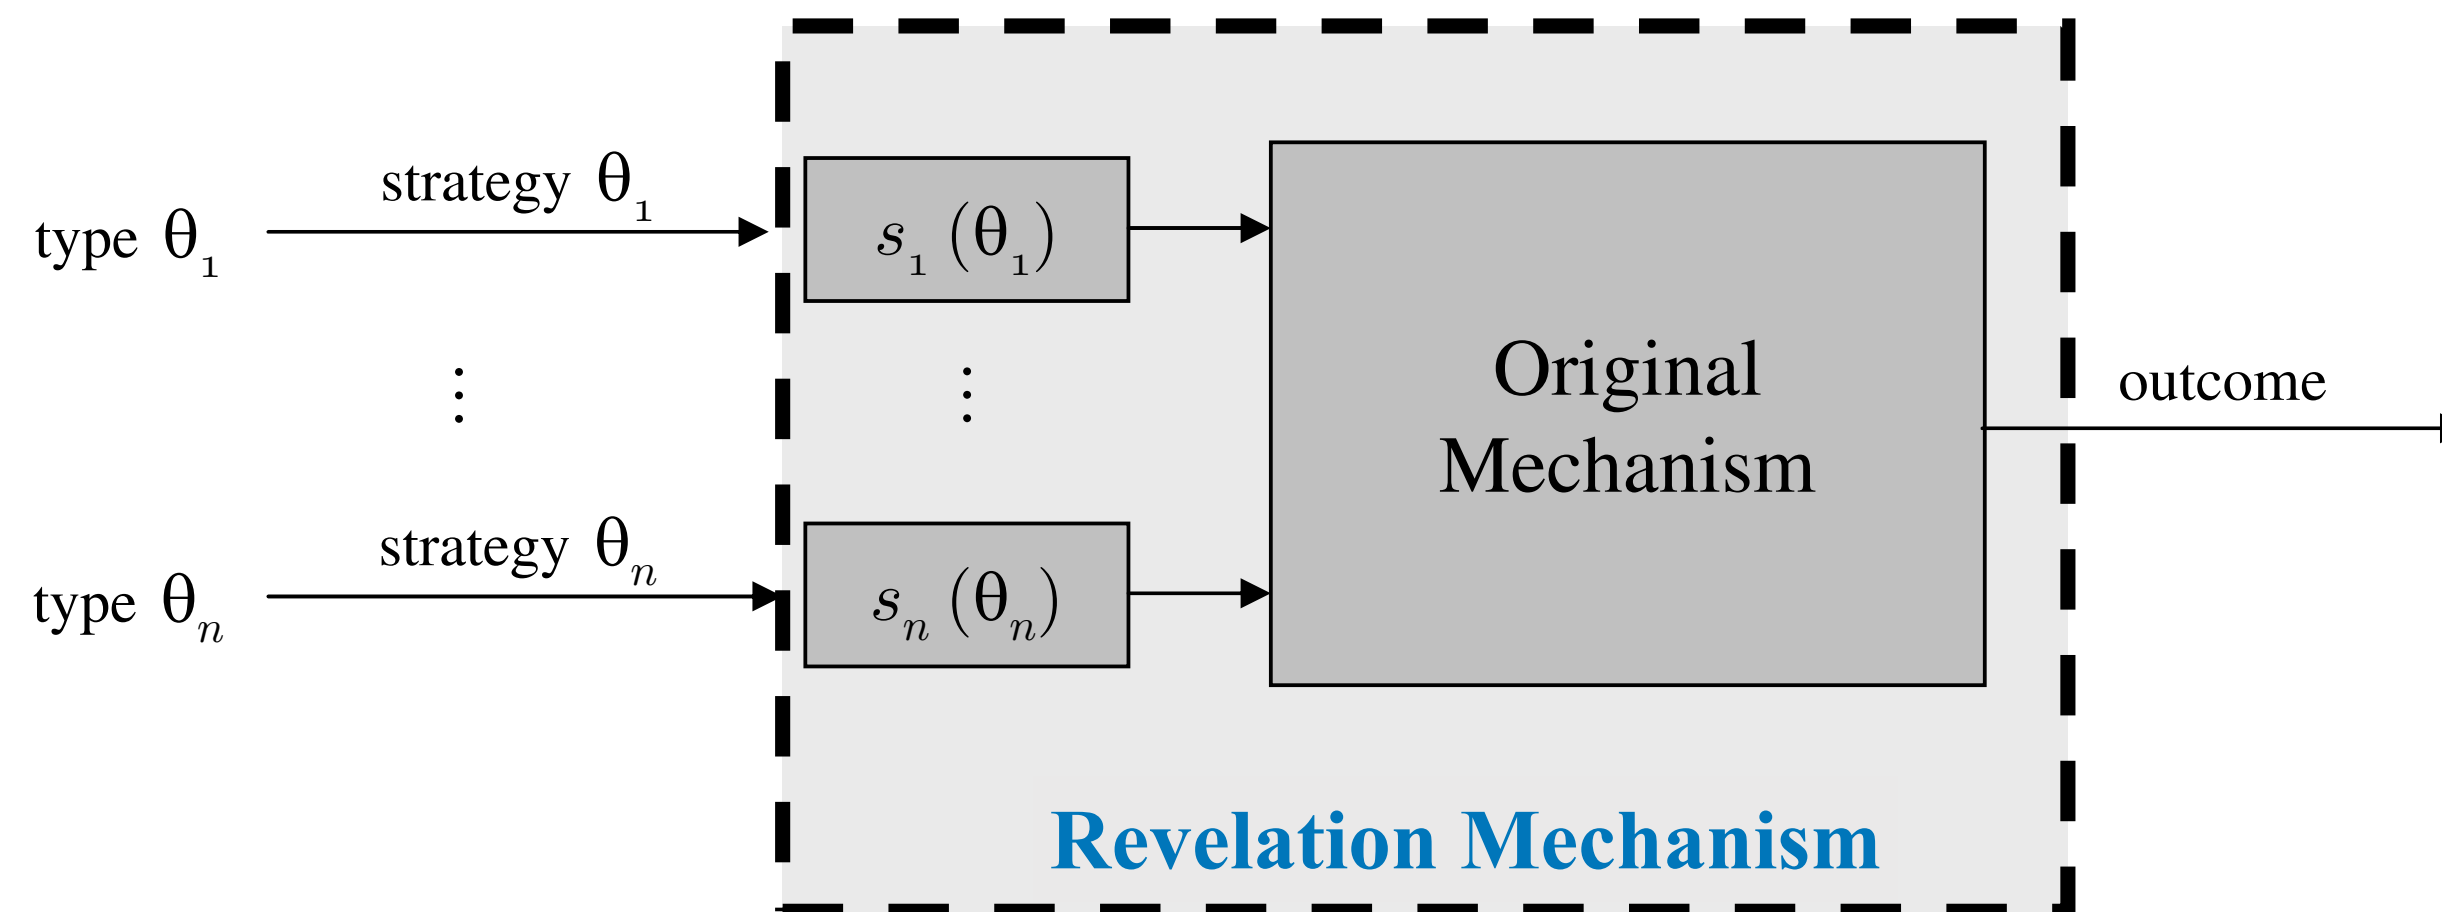 strategy θ₁
type θ₁
s₁ (θ₁)
⋮
⋮
Original
Mechanism
outcome
strategy θₙ
type θₙ
sₙ (θₙ)
Revelation Mechanism